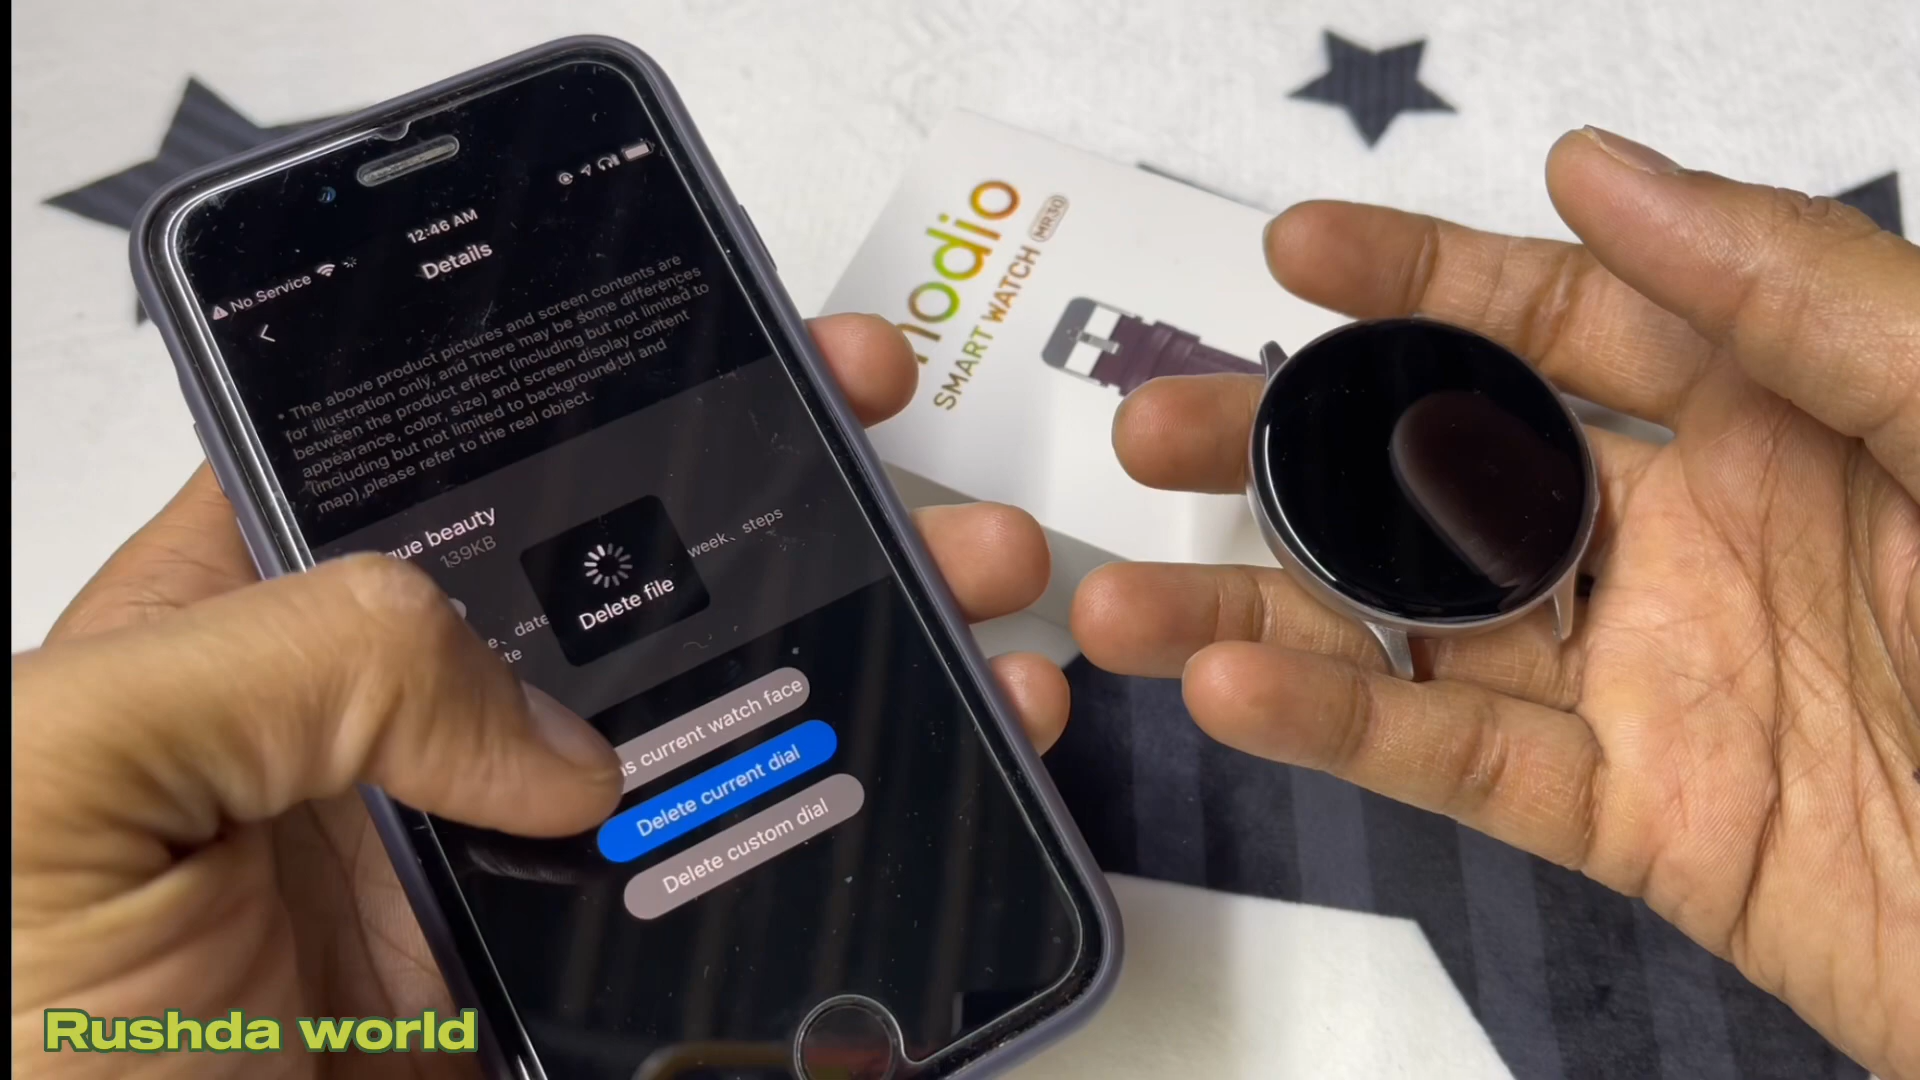 12:46 AM
No Service
Details
* The above product pictures and screen contents are
for illustration only, and There may be some differences
between the product effect (including but not limited to
appearance, color, size) and screen display content
(including but not limited to background,ubl and
map),please refer to the real object.
que beauty
139KB
date
week、steps
Delete file
current watch face
Delete current dial
Delete custom dial
modio
SMART WATCH MR30
Rushda world